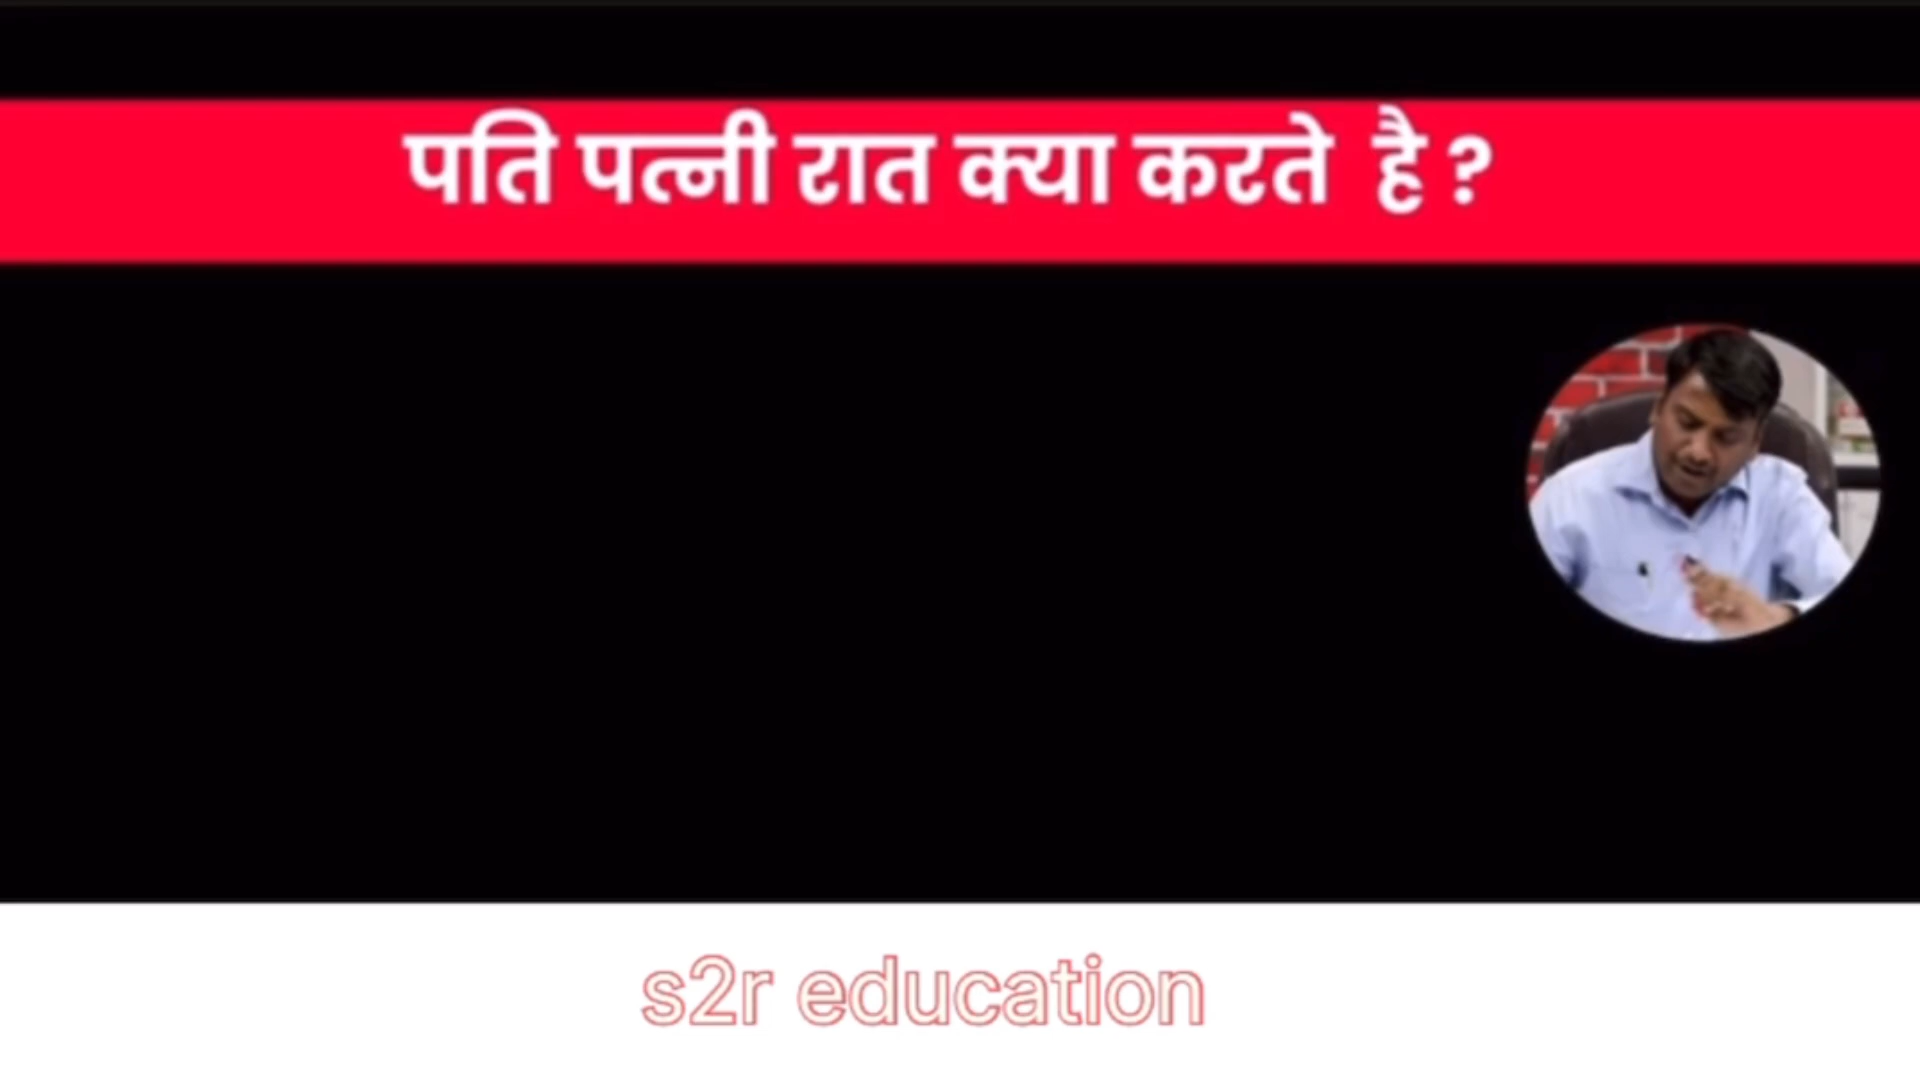 पति पत्नी रात क्या करते है ?
s2r education